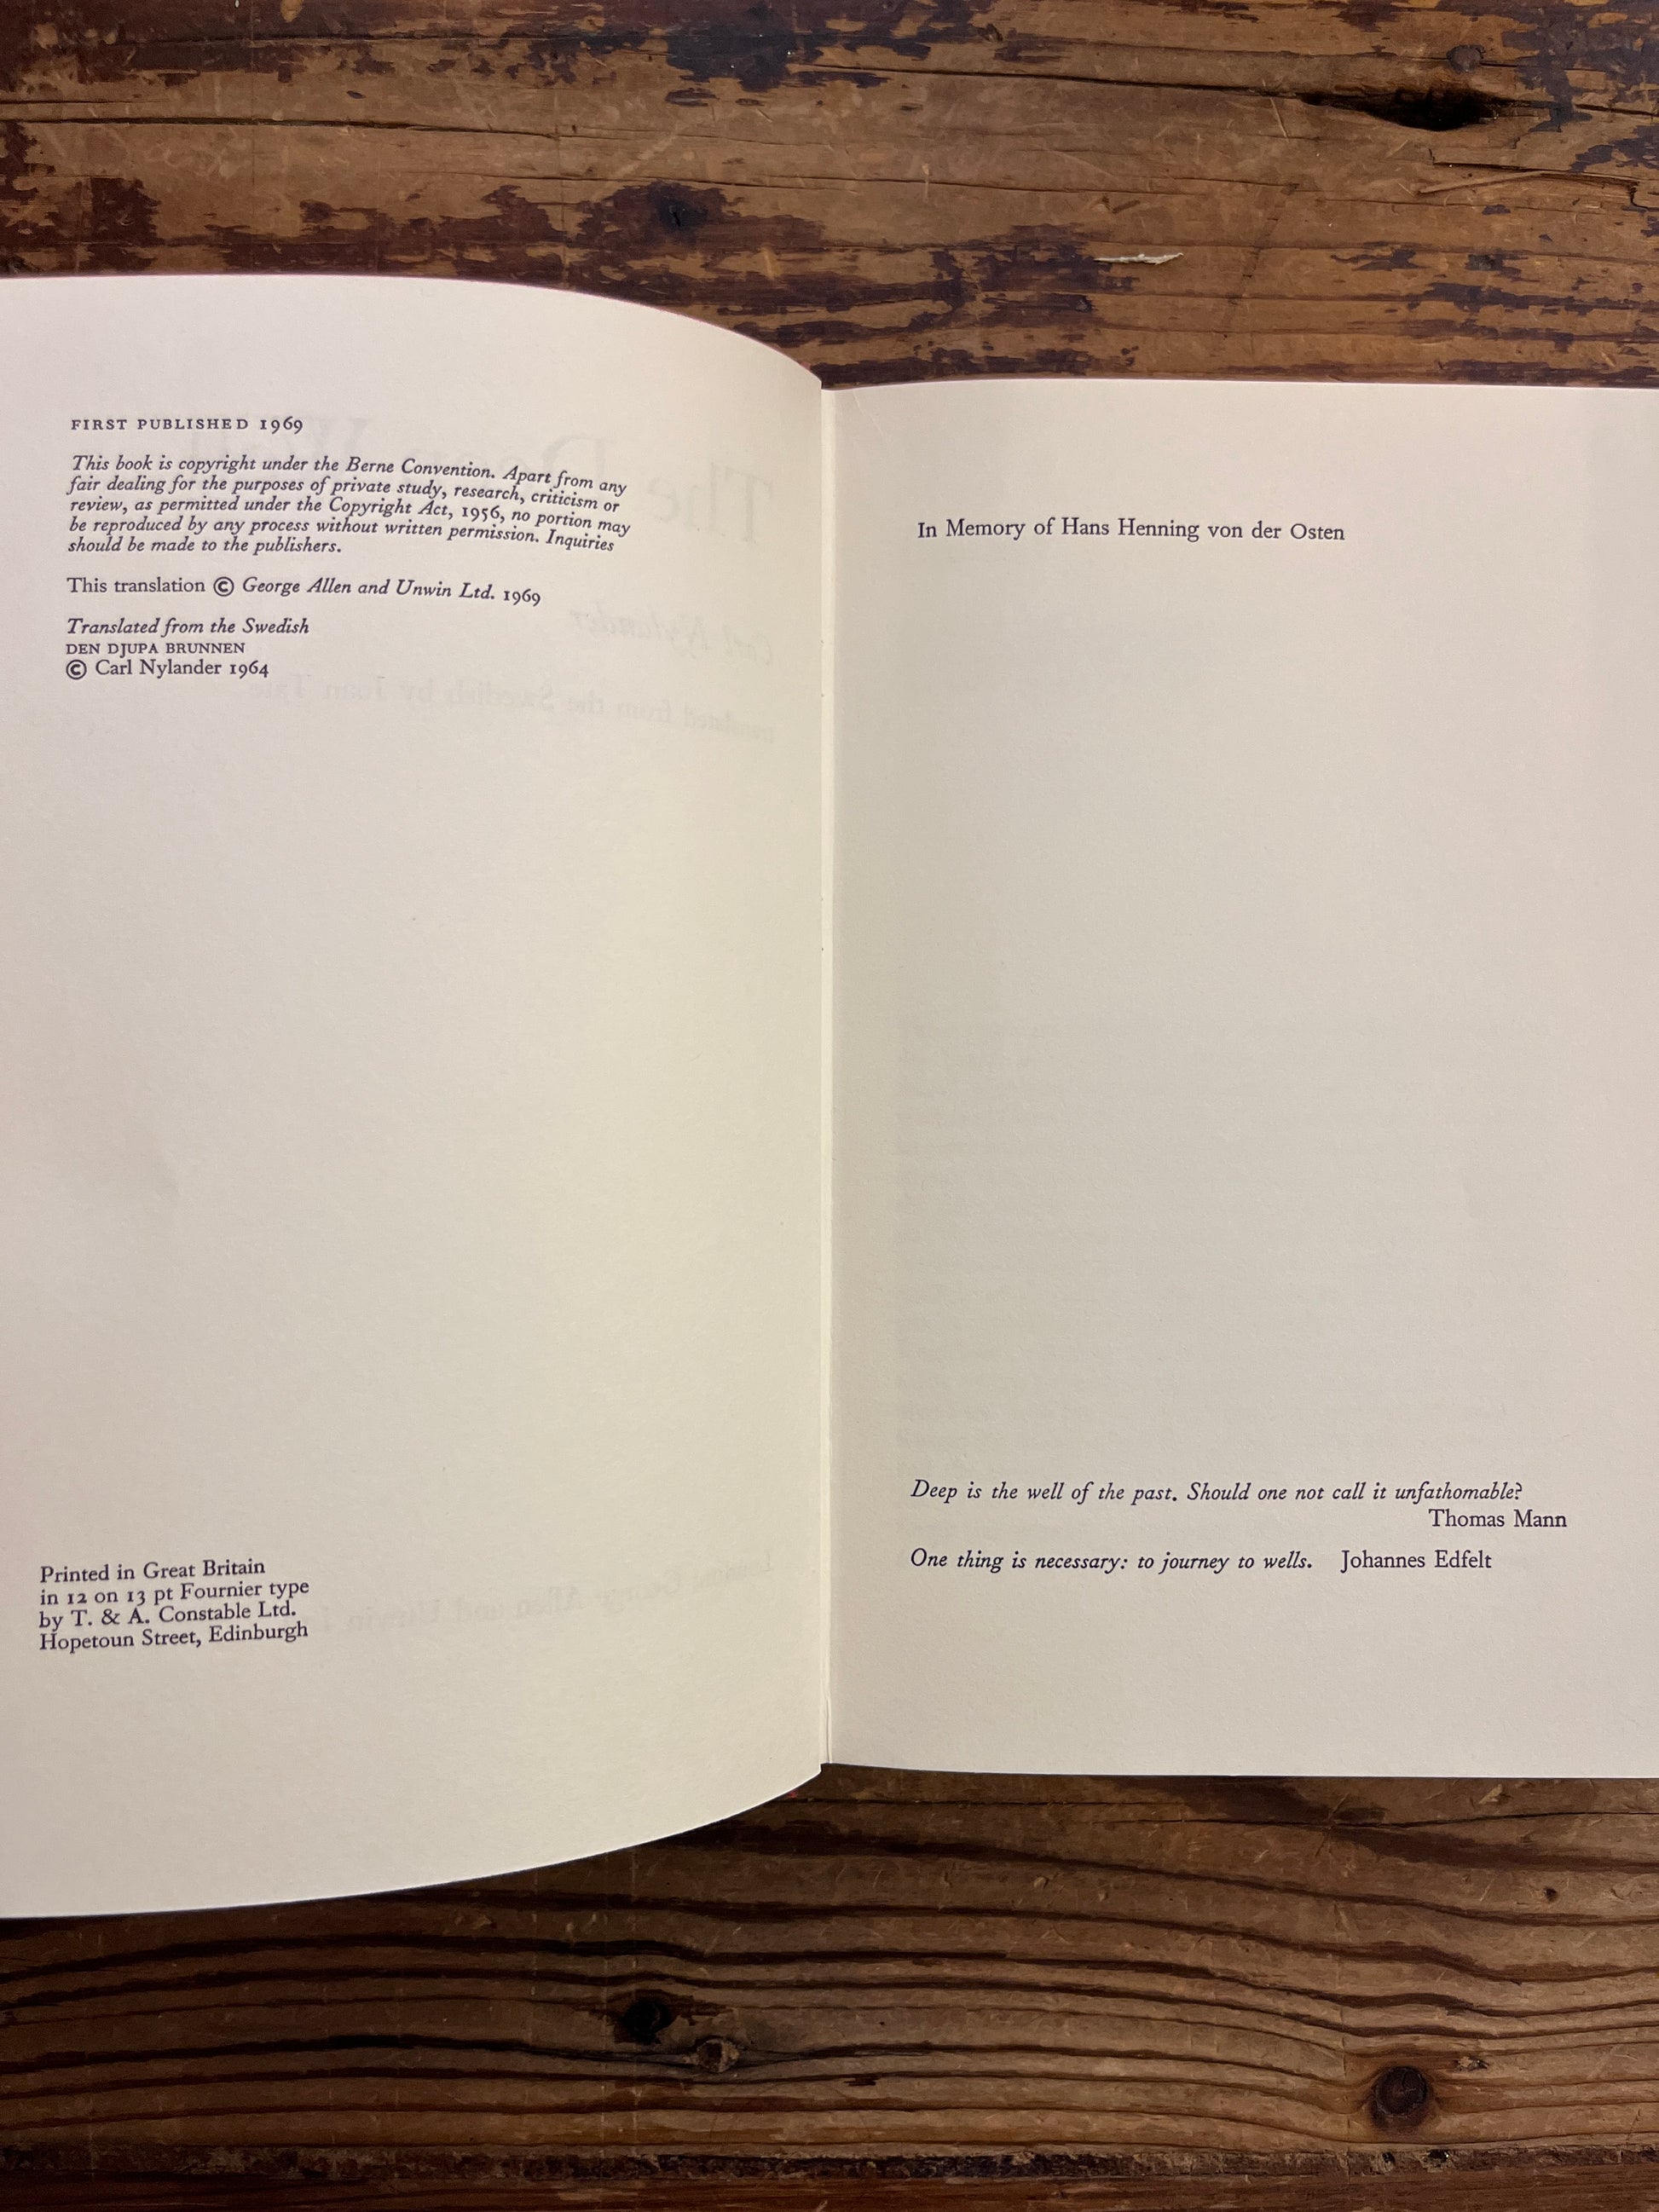 FIRST PUBLISHED 1969
This book is copyright under the Berne Convention. Apart from any
fair dealing for the purposes of private study, research, criticism or
review, as permitted under the Copyright Act, 1956, no portion may
be reproduced by any process without written permission. Inquiries
should be made to the publishers.
This translation © George Allen and Unwin Ltd. 1969
Translated from the Swedish
DEN DJUPA BRUNNEN
© Carl Nylander 1964
Printed in Great Britain
in 12 on 13 pt Fournier type
by T. & A. Constable Ltd.
Hopetoun Street, Edinburgh
In Memory of Hans Henning von der Osten
Deep is the well of the past. Should one not call it unfathomable?
Thomas Mann
One thing is necessary: to journey to wells. Johannes Edfelt